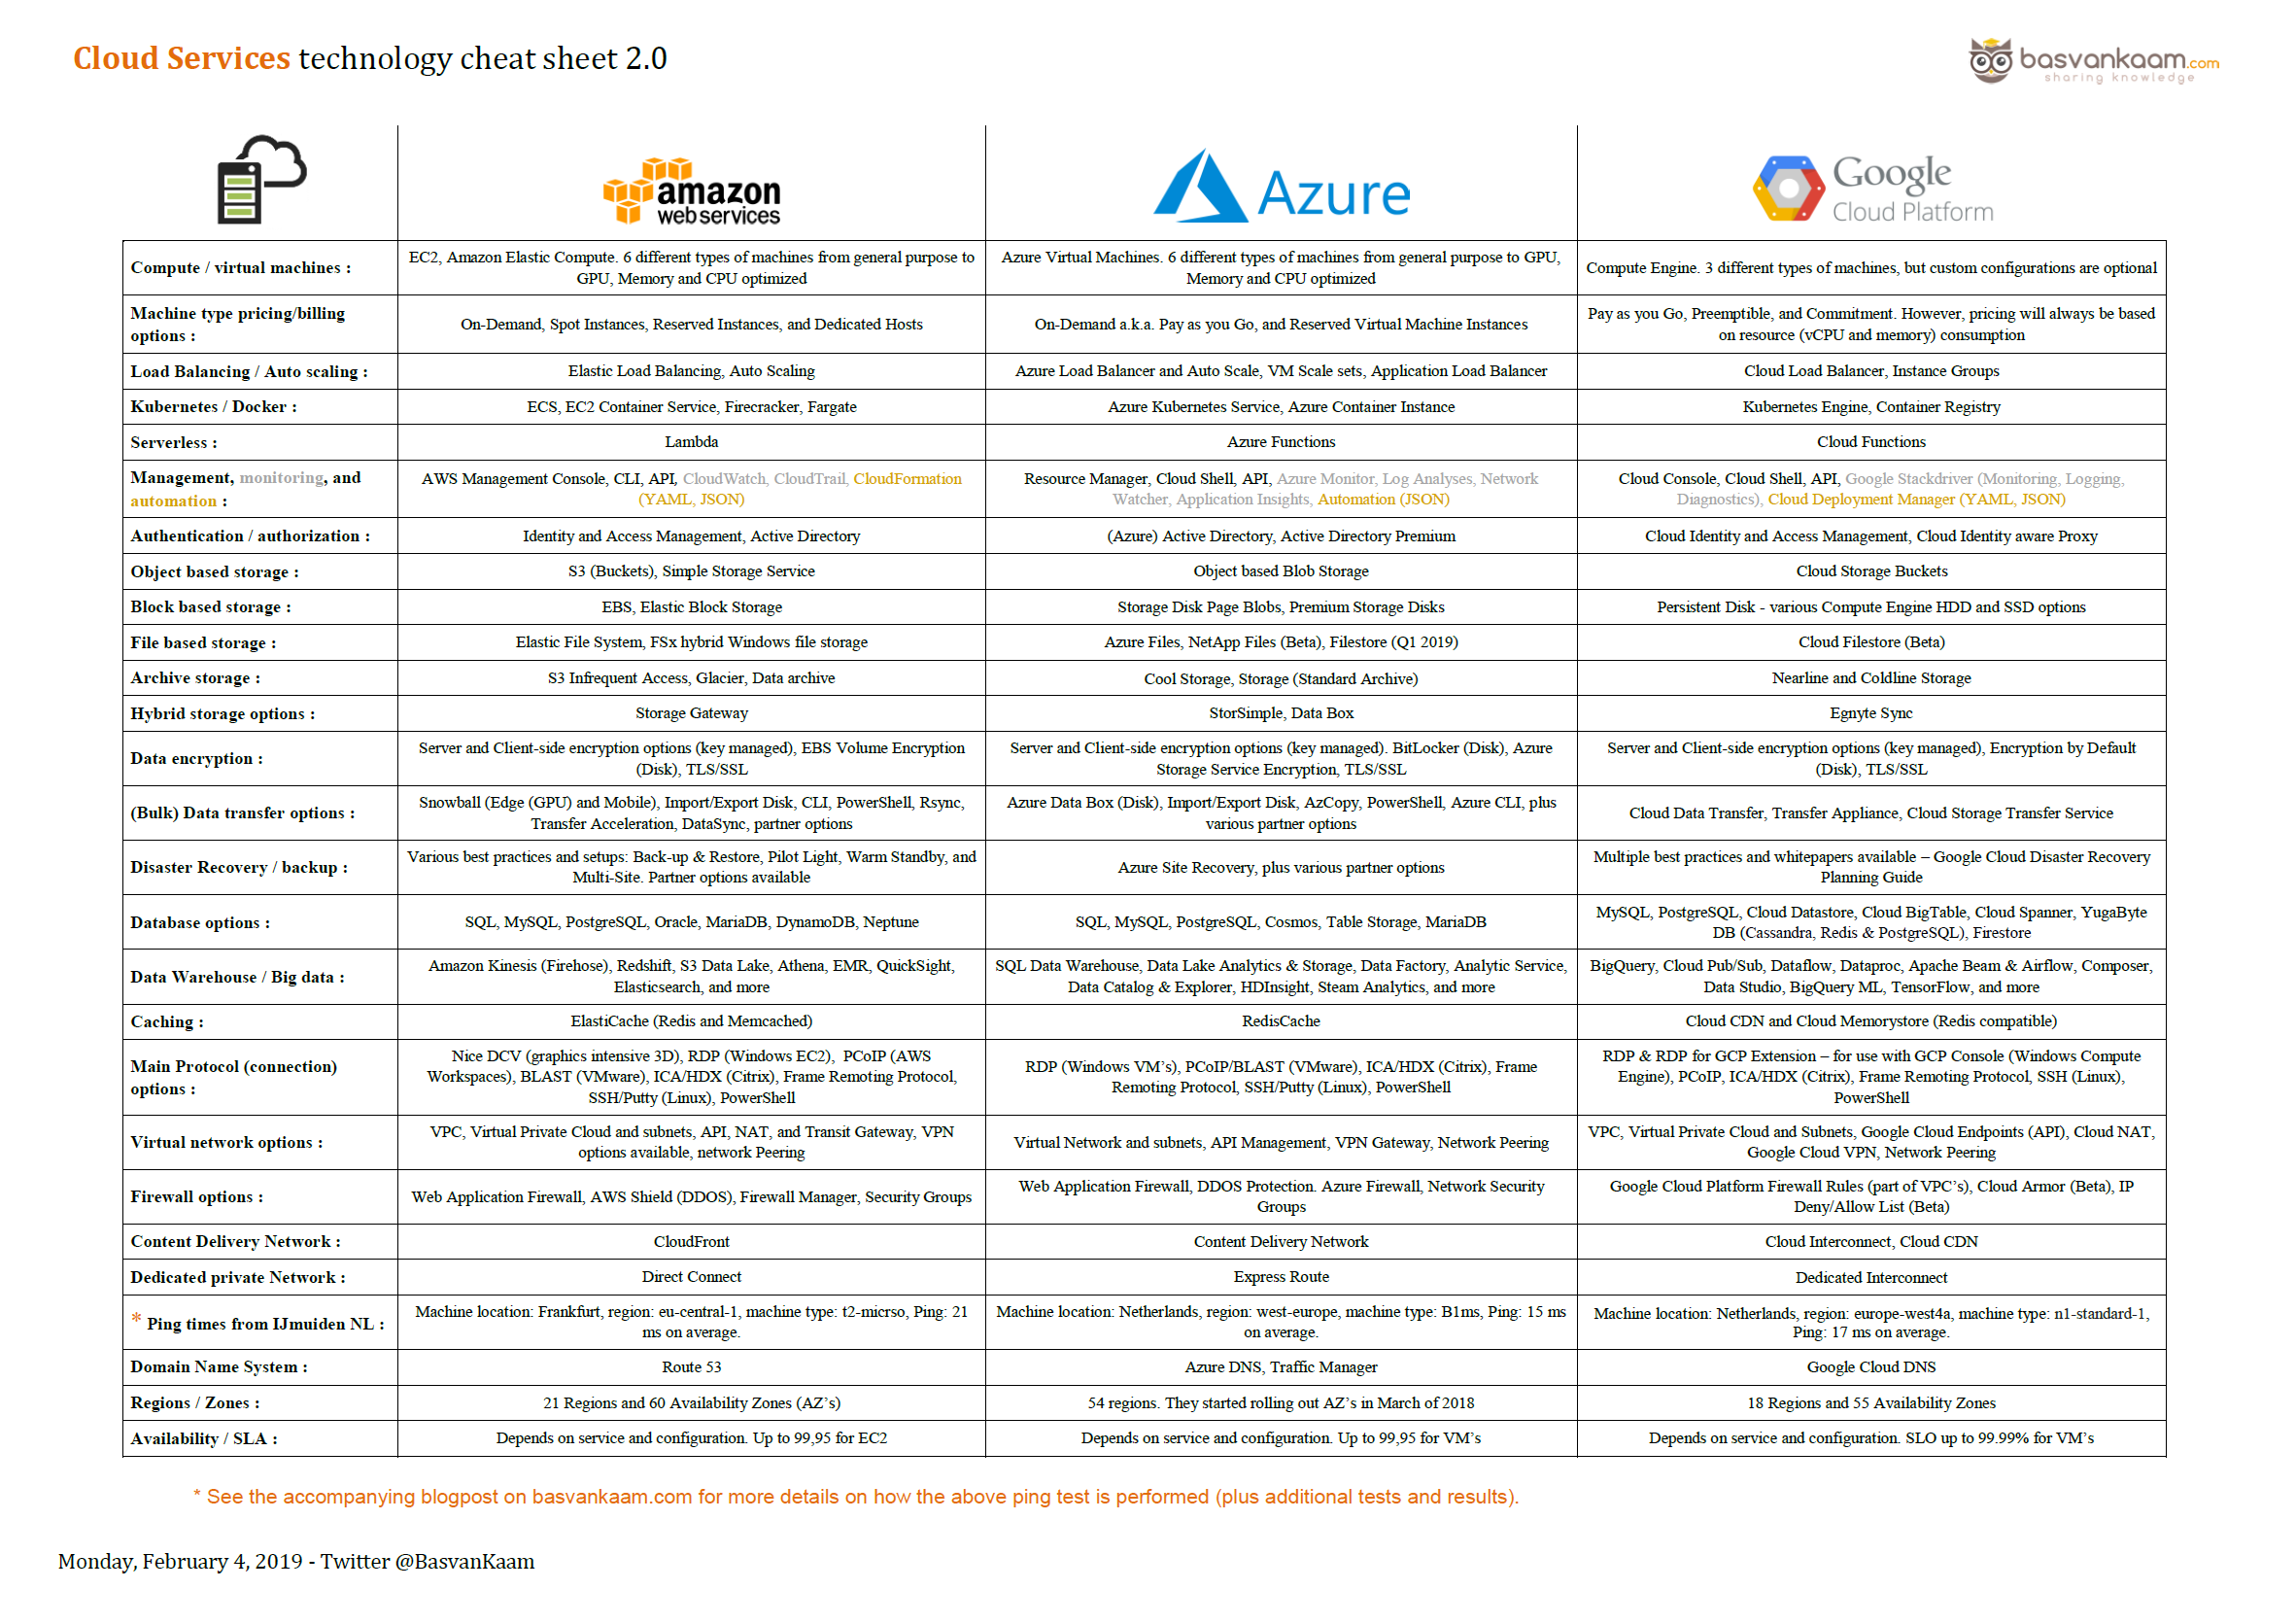 Cloud Services technology cheat sheet 2.0
basvankaam.com
sharing knowledge
amazon
web services
Azure
Google
Cloud Platform
Compute / virtual machines :
EC2, Amazon Elastic Compute. 6 different types of machines from general purpose to
GPU, Memory and CPU optimized
Azure Virtual Machines. 6 different types of machines from general purpose to GPU,
Memory and CPU optimized
Compute Engine. 3 different types of machines, but custom configurations are optional
Machine type pricing/billing
options :
On-Demand, Spot Instances, Reserved Instances, and Dedicated Hosts
On-Demand a.k.a. Pay as you Go, and Reserved Virtual Machine Instances
Pay as you Go, Preemptible, and Commitment. However, pricing will always be based
on resource (vCPU and memory) consumption
Load Balancing / Auto scaling :
Elastic Load Balancing, Auto Scaling
Azure Load Balancer and Auto Scale, VM Scale sets, Application Load Balancer
Cloud Load Balancer, Instance Groups
Kubernetes / Docker :
ECS, EC2 Container Service, Firecracker, Fargate
Azure Kubernetes Service, Azure Container Instance
Kubernetes Engine, Container Registry
Serverless :
Lambda
Azure Functions
Cloud Functions
Management, monitoring, and
automation :
AWS Management Console, CLI, API, CloudWatch, CloudTrail, CloudFormation
(YAML, JSON)
Resource Manager, Cloud Shell, API, Azure Monitor, Log Analyses, Network
Watcher, Application Insights, Automation (JSON)
Cloud Console, Cloud Shell, API, Google Stackdriver (Monitoring, Logging,
Diagnostics), Cloud Deployment Manager (YAML, JSON)
Authentication / authorization :
Identity and Access Management, Active Directory
(Azure) Active Directory, Active Directory Premium
Cloud Identity and Access Management, Cloud Identity aware Proxy
Object based storage :
S3 (Buckets), Simple Storage Service
Object based Blob Storage
Cloud Storage Buckets
Block based storage :
EBS, Elastic Block Storage
Storage Disk Page Blobs, Premium Storage Disks
Persistent Disk - various Compute Engine HDD and SSD options
File based storage :
Elastic File System, FSx hybrid Windows file storage
Azure Files, NetApp Files (Beta), Filestore (Q1 2019)
Cloud Filestore (Beta)
Archive storage :
S3 Infrequent Access, Glacier, Data archive
Cool Storage, Storage (Standard Archive)
Nearline and Coldline Storage
Hybrid storage options :
Storage Gateway
StorSimple, Data Box
Egnyte Sync
Data encryption :
Server and Client-side encryption options (key managed), EBS Volume Encryption
(Disk), TLS/SSL
Server and Client-side encryption options (key managed). BitLocker (Disk), Azure
Storage Service Encryption, TLS/SSL
Server and Client-side encryption options (key managed), Encryption by Default
(Disk), TLS/SSL
(Bulk) Data transfer options :
Snowball (Edge (GPU) and Mobile), Import/Export Disk, CLI, PowerShell, Rsync,
Transfer Acceleration, DataSync, partner options
Azure Data Box (Disk), Import/Export Disk, AzCopy, PowerShell, Azure CLI, plus
various partner options
Cloud Data Transfer, Transfer Appliance, Cloud Storage Transfer Service
Disaster Recovery / backup :
Various best practices and setups: Back-up & Restore, Pilot Light, Warm Standby, and
Multi-Site. Partner options available
Azure Site Recovery, plus various partner options
Multiple best practices and whitepapers available – Google Cloud Disaster Recovery
Planning Guide
Database options :
SQL, MySQL, PostgreSQL, Oracle, MariaDB, DynamoDB, Neptune
SQL, MySQL, PostgreSQL, Cosmos, Table Storage, MariaDB
MySQL, PostgreSQL, Cloud Datastore, Cloud BigTable, Cloud Spanner, YugaByte
DB (Cassandra, Redis & PostgreSQL), Firestore
Data Warehouse / Big data :
Amazon Kinesis (Firehose), Redshift, S3 Data Lake, Athena, EMR, QuickSight,
Elasticsearch, and more
SQL Data Warehouse, Data Lake Analytics & Storage, Data Factory, Analytic Service,
Data Catalog & Explorer, HDInsight, Steam Analytics, and more
BigQuery, Cloud Pub/Sub, Dataflow, Dataproc, Apache Beam & Airflow, Composer,
Data Studio, BigQuery ML, TensorFlow, and more
Caching :
ElastiCache (Redis and Memcached)
RedisCache
Cloud CDN and Cloud Memorystore (Redis compatible)
Main Protocol (connection)
options :
Nice DCV (graphics intensive 3D), RDP (Windows EC2), PCoIP (AWS
Workspaces), BLAST (VMware), ICA/HDX (Citrix), Frame Remoting Protocol,
SSH/Putty (Linux), PowerShell
RDP (Windows VM's), PCoIP/BLAST (VMware), ICA/HDX (Citrix), Frame
Remoting Protocol, SSH/Putty (Linux), PowerShell
RDP & RDP for GCP Extension – for use with GCP Console (Windows Compute
Engine), PCoIP, ICA/HDX (Citrix), Frame Remoting Protocol, SSH (Linux),
PowerShell
Virtual network options :
VPC, Virtual Private Cloud and subnets, API, NAT, and Transit Gateway, VPN
options available, network Peering
Virtual Network and subnets, API Management, VPN Gateway, Network Peering
VPC, Virtual Private Cloud and Subnets, Google Cloud Endpoints (API), Cloud NAT,
Google Cloud VPN, Network Peering
Firewall options :
Web Application Firewall, AWS Shield (DDOS), Firewall Manager, Security Groups
Web Application Firewall, DDOS Protection. Azure Firewall, Network Security
Groups
Google Cloud Platform Firewall Rules (part of VPC's), Cloud Armor (Beta), IP
Deny/Allow List (Beta)
Content Delivery Network :
CloudFront
Content Delivery Network
Cloud Interconnect, Cloud CDN
Dedicated private Network :
Direct Connect
Express Route
Dedicated Interconnect
* Ping times from IJmuiden NL :
Machine location: Frankfurt, region: eu-central-1, machine type: t2-micrso, Ping: 21
ms on average.
Machine location: Netherlands, region: west-europe, machine type: B1ms, Ping: 15 ms
on average.
Machine location: Netherlands, region: europe-west4a, machine type: n1-standard-1,
Ping: 17 ms on average.
Domain Name System :
Route 53
Azure DNS, Traffic Manager
Google Cloud DNS
Regions / Zones :
21 Regions and 60 Availability Zones (AZ's)
54 regions. They started rolling out AZ's in March of 2018
18 Regions and 55 Availability Zones
Availability / SLA :
Depends on service and configuration. Up to 99,95 for EC2
Depends on service and configuration. Up to 99,95 for VM's
Depends on service and configuration. SLO up to 99.99% for VM's
* See the accompanying blogpost on basvankaam.com for more details on how the above ping test is performed (plus additional tests and results).
Monday, February 4, 2019 - Twitter @BasvanKaam